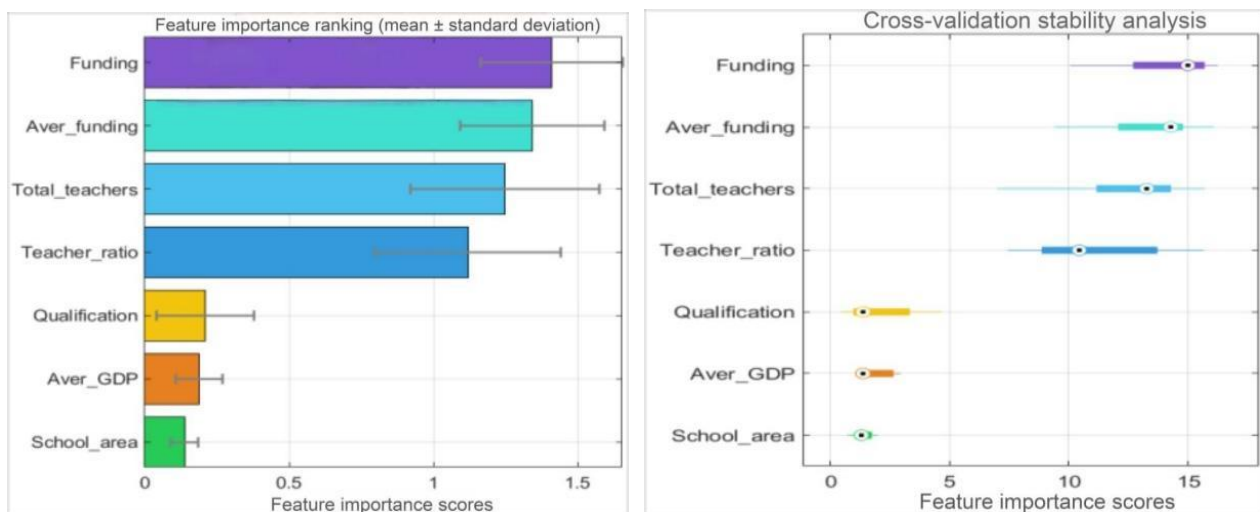 Feature importance ranking (mean ± standard deviation)
Funding
Aver_funding
Total_teachers
Teacher_ratio
Qualification
Aver_GDP
School_area
0 0.5 1 1.5
Feature importance scores
Cross-validation stability analysis
Funding
Aver_funding
Total_teachers
Teacher_ratio
Qualification
Aver_GDP
School_area
0 5 10 15
Feature importance scores